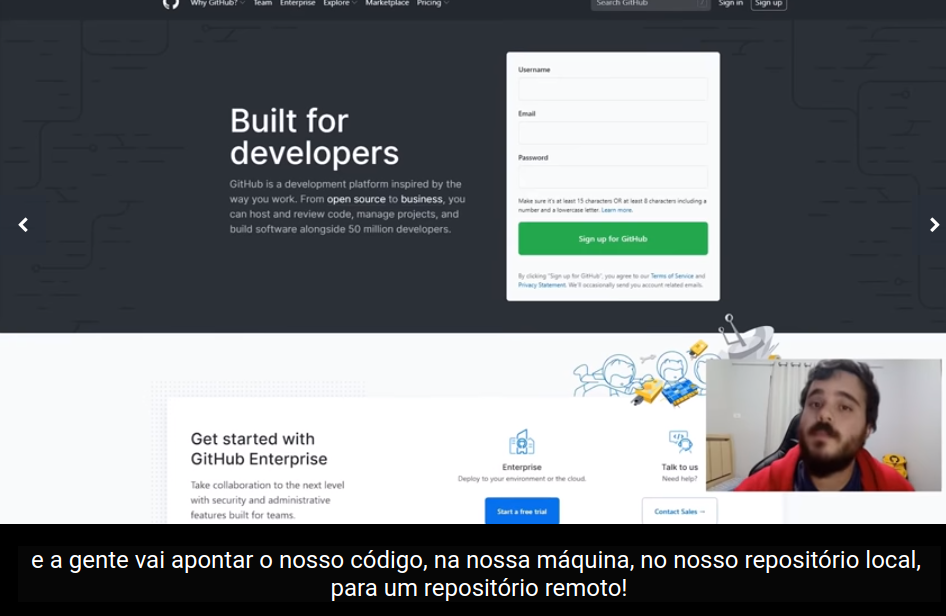 Why GitHub? Team Enterprise Explore Marketplace Pricing
Search GitHub / Sign in Sign up
Built for
developers
GitHub is a development platform inspired by the
way you work. From open source to business, you
can host and review code, manage projects, and
build software alongside 50 million developers.
Username
Email
Password
Make sure it's at least 15 characters OR at least 8 characters including a
number and a lowercase letter. Learn more.
Sign up for GitHub
By clicking "Sign up for GitHub", you agree to our Terms of Service and
Privacy Statement. We'll occasionally send you account related emails.
Get started with
GitHub Enterprise
Take collaboration to the next level
with security and administrative
features built for teams.
Enterprise
Deploy to your environment or the cloud.
Start a free trial
Talk to us
Need help?
Contact Sales →
e a gente vai apontar o nosso código, na nossa máquina, no nosso repositório local,
para um repositório remoto!